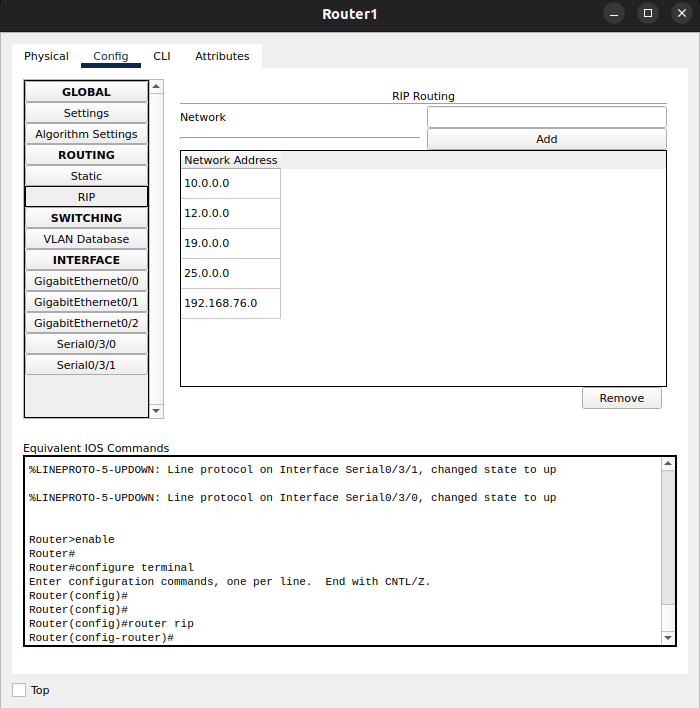 Router1
Physical Config CLI Attributes
GLOBAL
Settings
Algorithm Settings
ROUTING
Static
RIP
SWITCHING
VLAN Database
INTERFACE
GigabitEthernet0/0
GigabitEthernet0/1
GigabitEthernet0/2
Serial0/3/0
Serial0/3/1
RIP Routing
Network
Add
Network Address
10.0.0.0
12.0.0.0
19.0.0.0
25.0.0.0
192.168.76.0
Remove
Equivalent IOS Commands
%LINEPROTO-5-UPDOWN: Line protocol on Interface Serial0/3/1, changed state to up
%LINEPROTO-5-UPDOWN: Line protocol on Interface Serial0/3/0, changed state to up
Router>enable
Router#
Router#configure terminal
Enter configuration commands, one per line.  End with CNTL/Z.
Router(config)#
Router(config)#
Router(config)#router rip
Router(config-router)#
Top